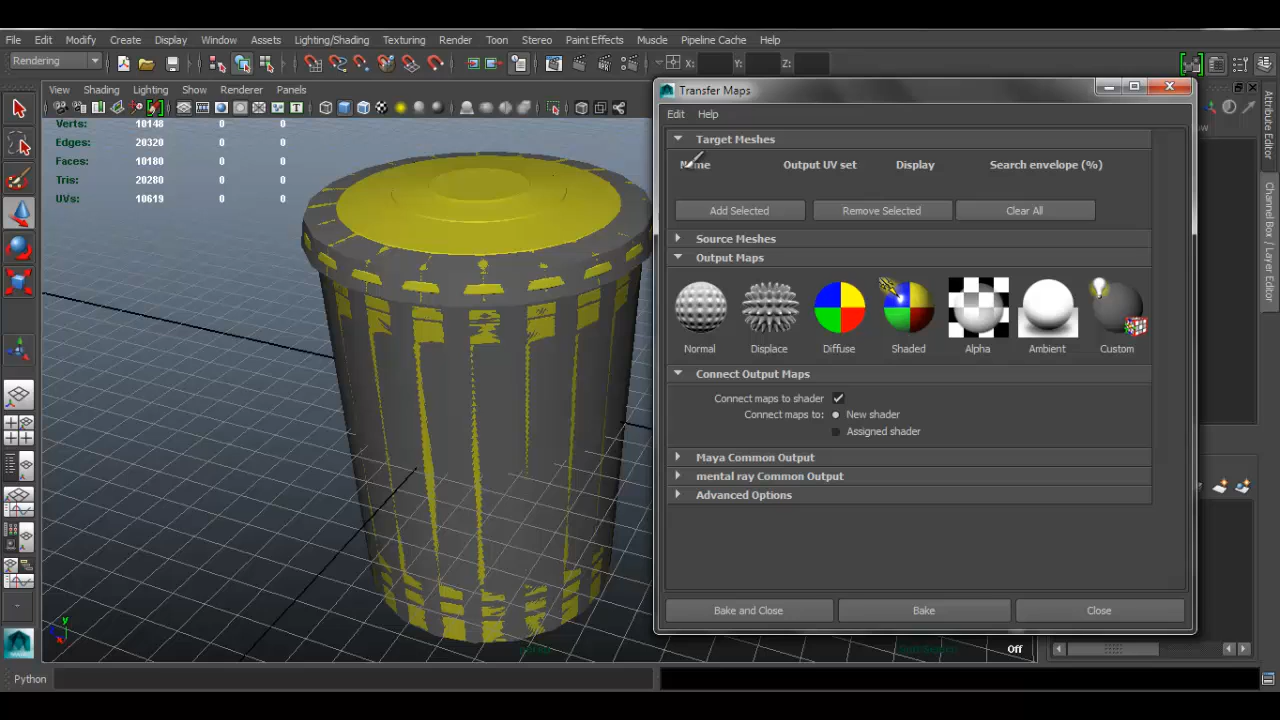 File Edit Modify Create Display Window Assets Lighting/Shading Texturing Render Toon Stereo Paint Effects Muscle Pipeline Cache Help
Rendering X: Y: Z:
View Shading Lighting Show Renderer Panels
Verts: 10148 0 0
Edges: 20320 0 0
Faces: 10180 0 0
Tris: 20280 0 0
UVs: 10619 0 0
Transfer Maps
Edit Help
Target Meshes
Name Output UV set Display Search envelope (%)
Add Selected Remove Selected Clear All
Source Meshes
Output Maps
Normal Displace Diffuse Shaded Alpha Ambient Custom
Connect Output Maps
Connect maps to shader
Connect maps to: New shader
Assigned shader
Maya Common Output
mental ray Common Output
Advanced Options
Bake and Close Bake Close
Attribute Editor
Channel Box / Layer Editor
y
x
Off
Python